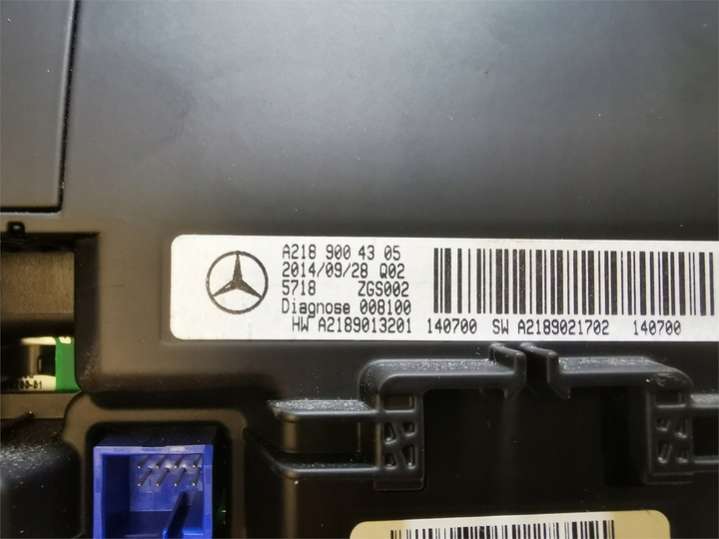 A218 900 43 05
2014/09/28 Q02
5718 ZGS002
Diagnose 008100
HW A2189013201 140700 SW A2189021702 140700